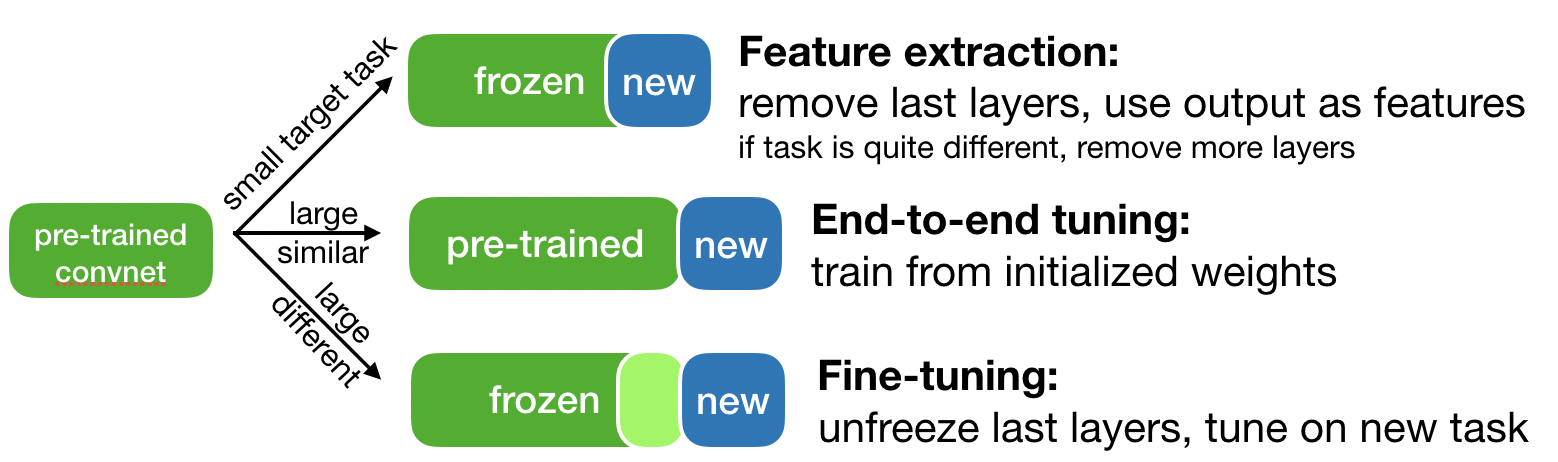 pre-trained
convnet
small target task
large
similar
large
different
frozen
new
Feature extraction:
remove last layers, use output as features
if task is quite different, remove more layers
pre-trained
new
End-to-end tuning:
train from initialized weights
frozen
new
Fine-tuning:
unfreeze last layers, tune on new task